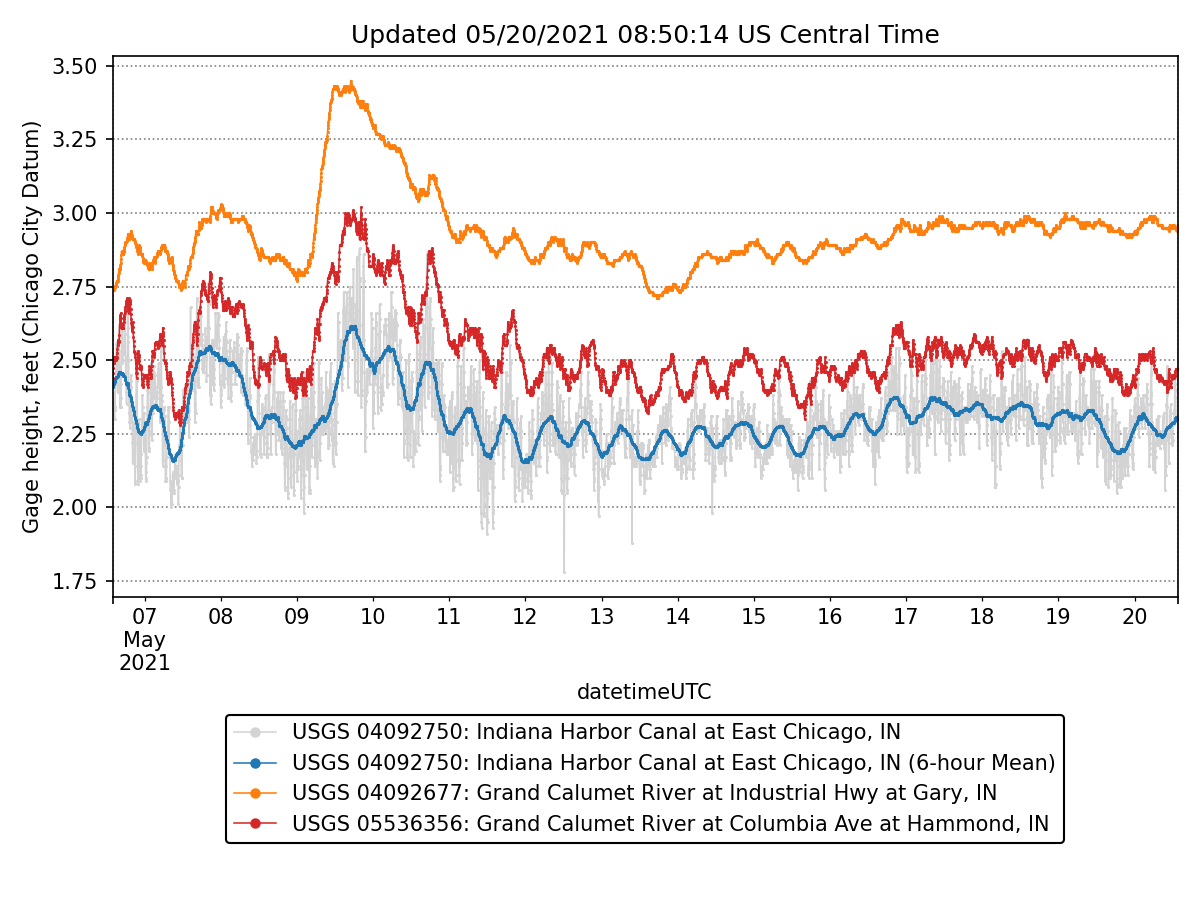 Updated 05/20/2021 08:50:14 US Central Time
Gage height, feet (Chicago City Datum)
3.50
3.25
3.00
2.75
2.50
2.25
2.00
1.75
07 08 09 10 11 12 13 14 15 16 17 18 19 20
May
2021
datetimeUTC
USGS 04092750: Indiana Harbor Canal at East Chicago, IN
USGS 04092750: Indiana Harbor Canal at East Chicago, IN (6-hour Mean)
USGS 04092677: Grand Calumet River at Industrial Hwy at Gary, IN
USGS 05536356: Grand Calumet River at Columbia Ave at Hammond, IN